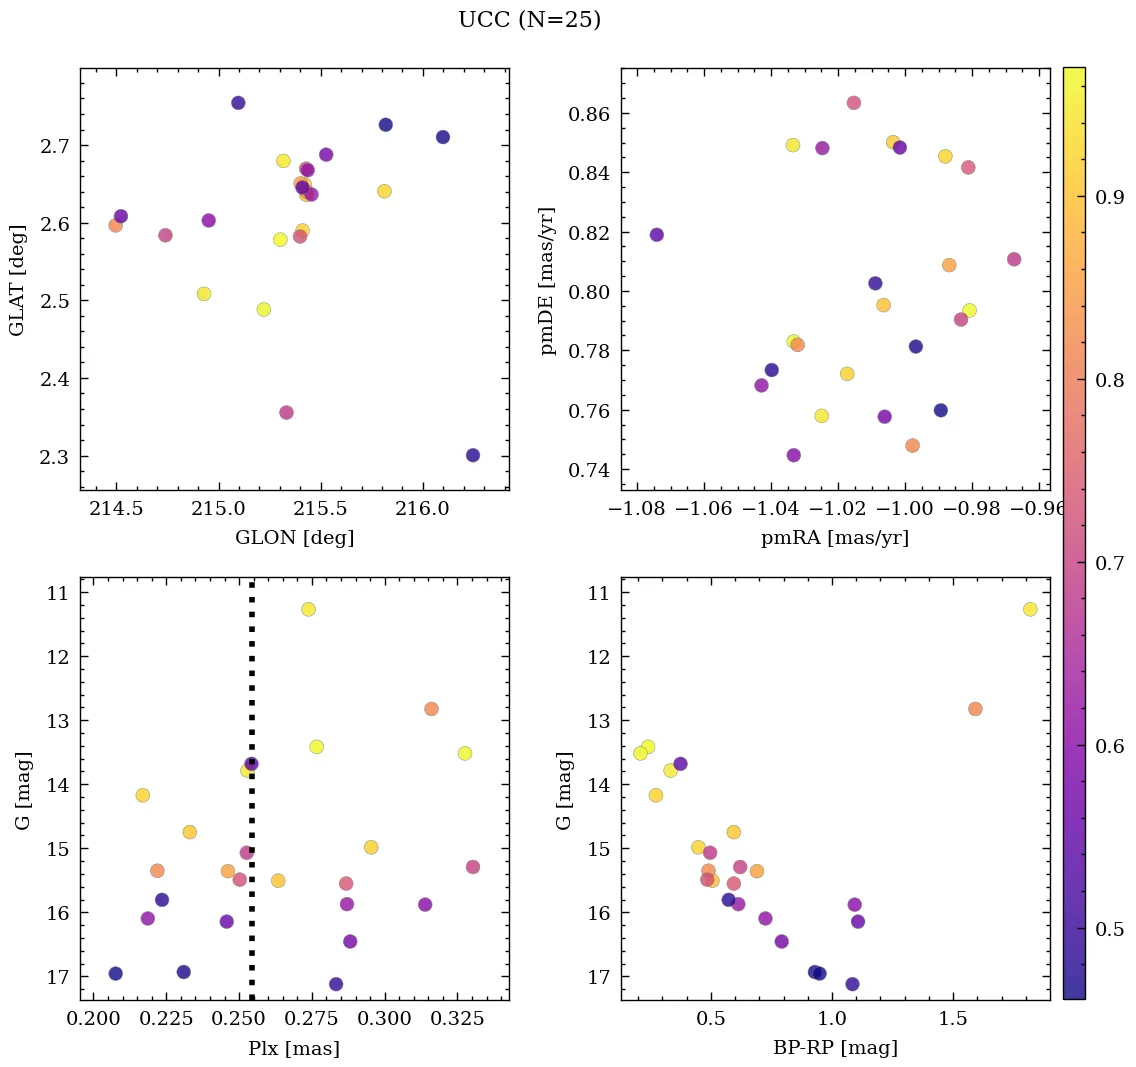 UCC (N=25)
2.7
2.6
2.5
2.4
2.3
GLAT [deg]
214.5 215.0 215.5 216.0
GLON [deg]
0.86
0.84
0.82
0.80
0.78
0.76
0.74
pmDE [mas/yr]
−1.08 −1.06 −1.04 −1.02 −1.00 −0.98 −0.96
pmRA [mas/yr]
0.9
0.8
0.7
0.6
0.5
11
12
13
14
15
16
17
G [mag]
0.200 0.225 0.250 0.275 0.300 0.325
Plx [mas]
11
12
13
14
15
16
17
G [mag]
0.5 1.0 1.5
BP-RP [mag]